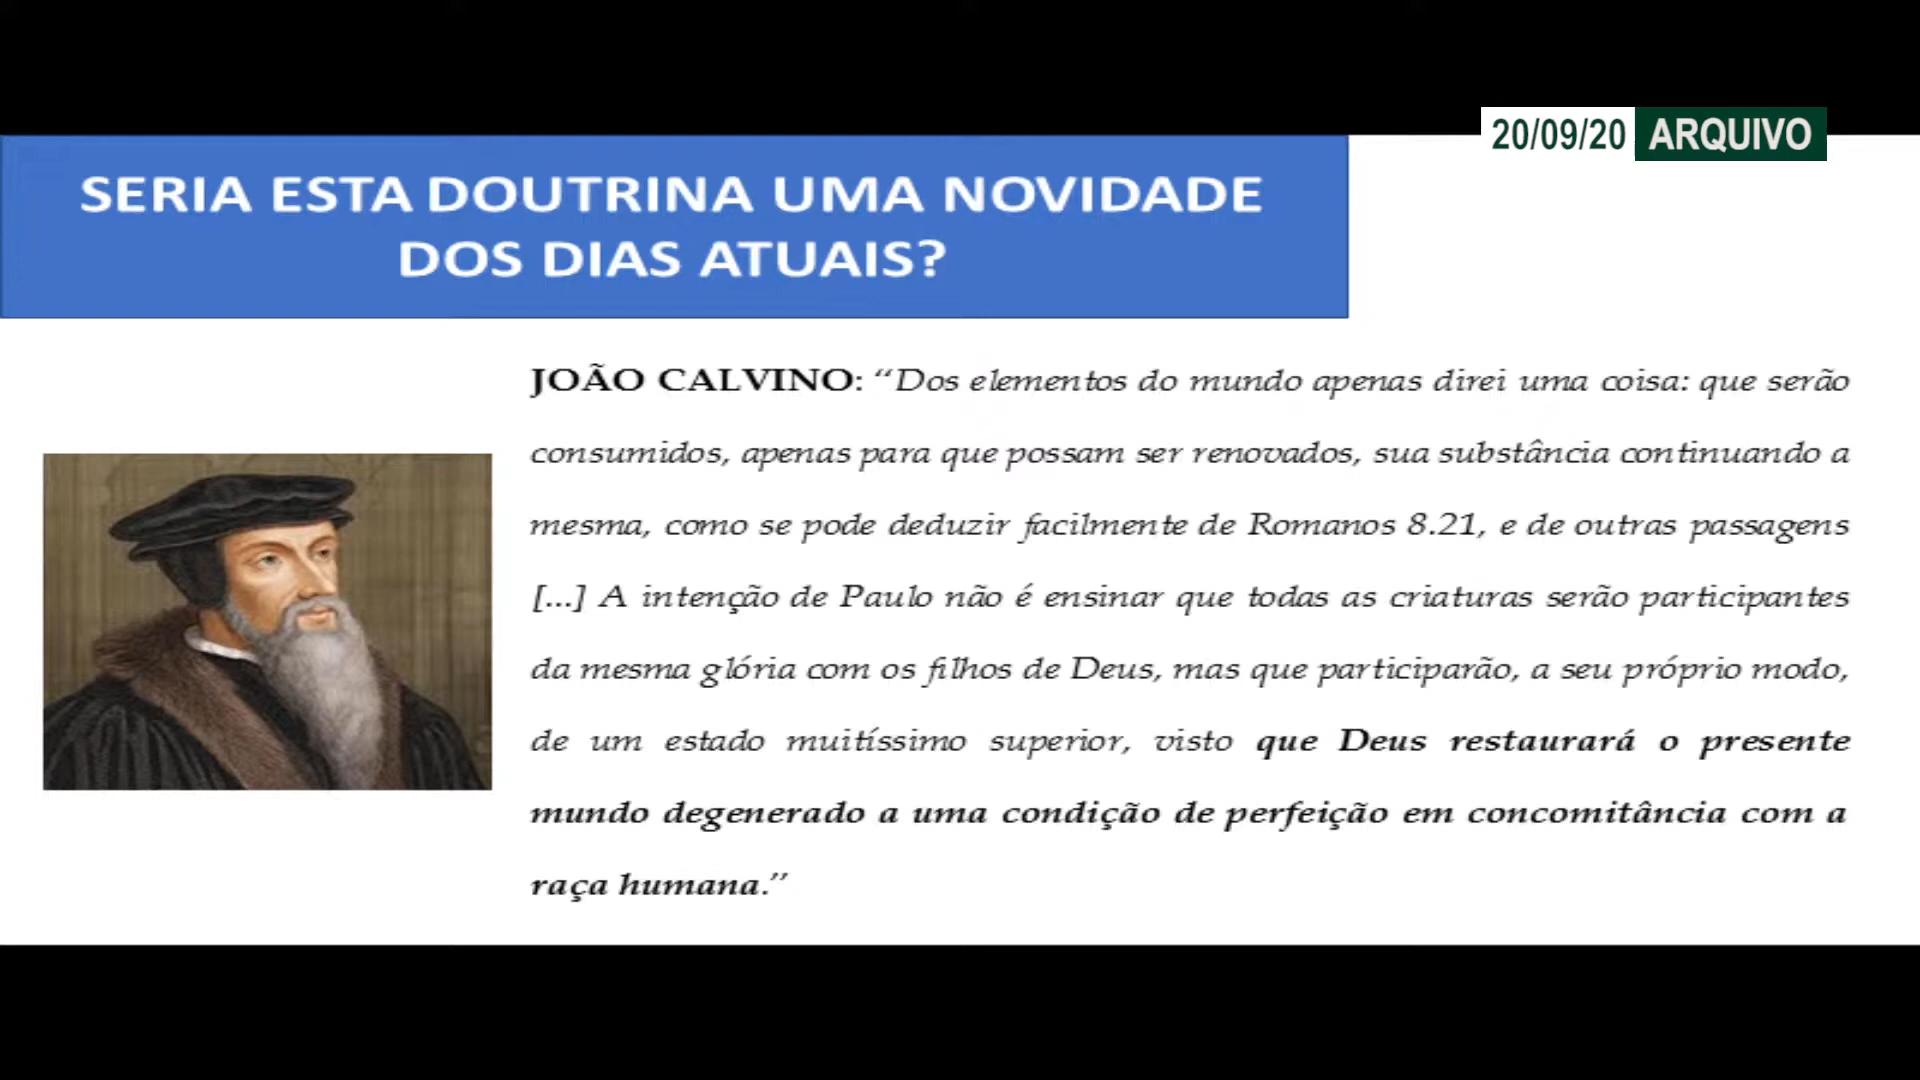 20/09/20 ARQUIVO
SERIA ESTA DOUTRINA UMA NOVIDADE
DOS DIAS ATUAIS?
JOÃO CALVINO: “Dos elementos do mundo apenas direi uma coisa: que serão
consumidos, apenas para que possam ser renovados, sua substância continuando a
mesma, como se pode deduzir facilmente de Romanos 8.21, e de outras passagens
[...] A intenção de Paulo não é ensinar que todas as criaturas serão participantes
da mesma glória com os filhos de Deus, mas que participarão, a seu próprio modo,
de um estado muitíssimo superior, visto que Deus restaurará o presente
mundo degenerado a uma condição de perfeição em concomitância com a
raça humana.”